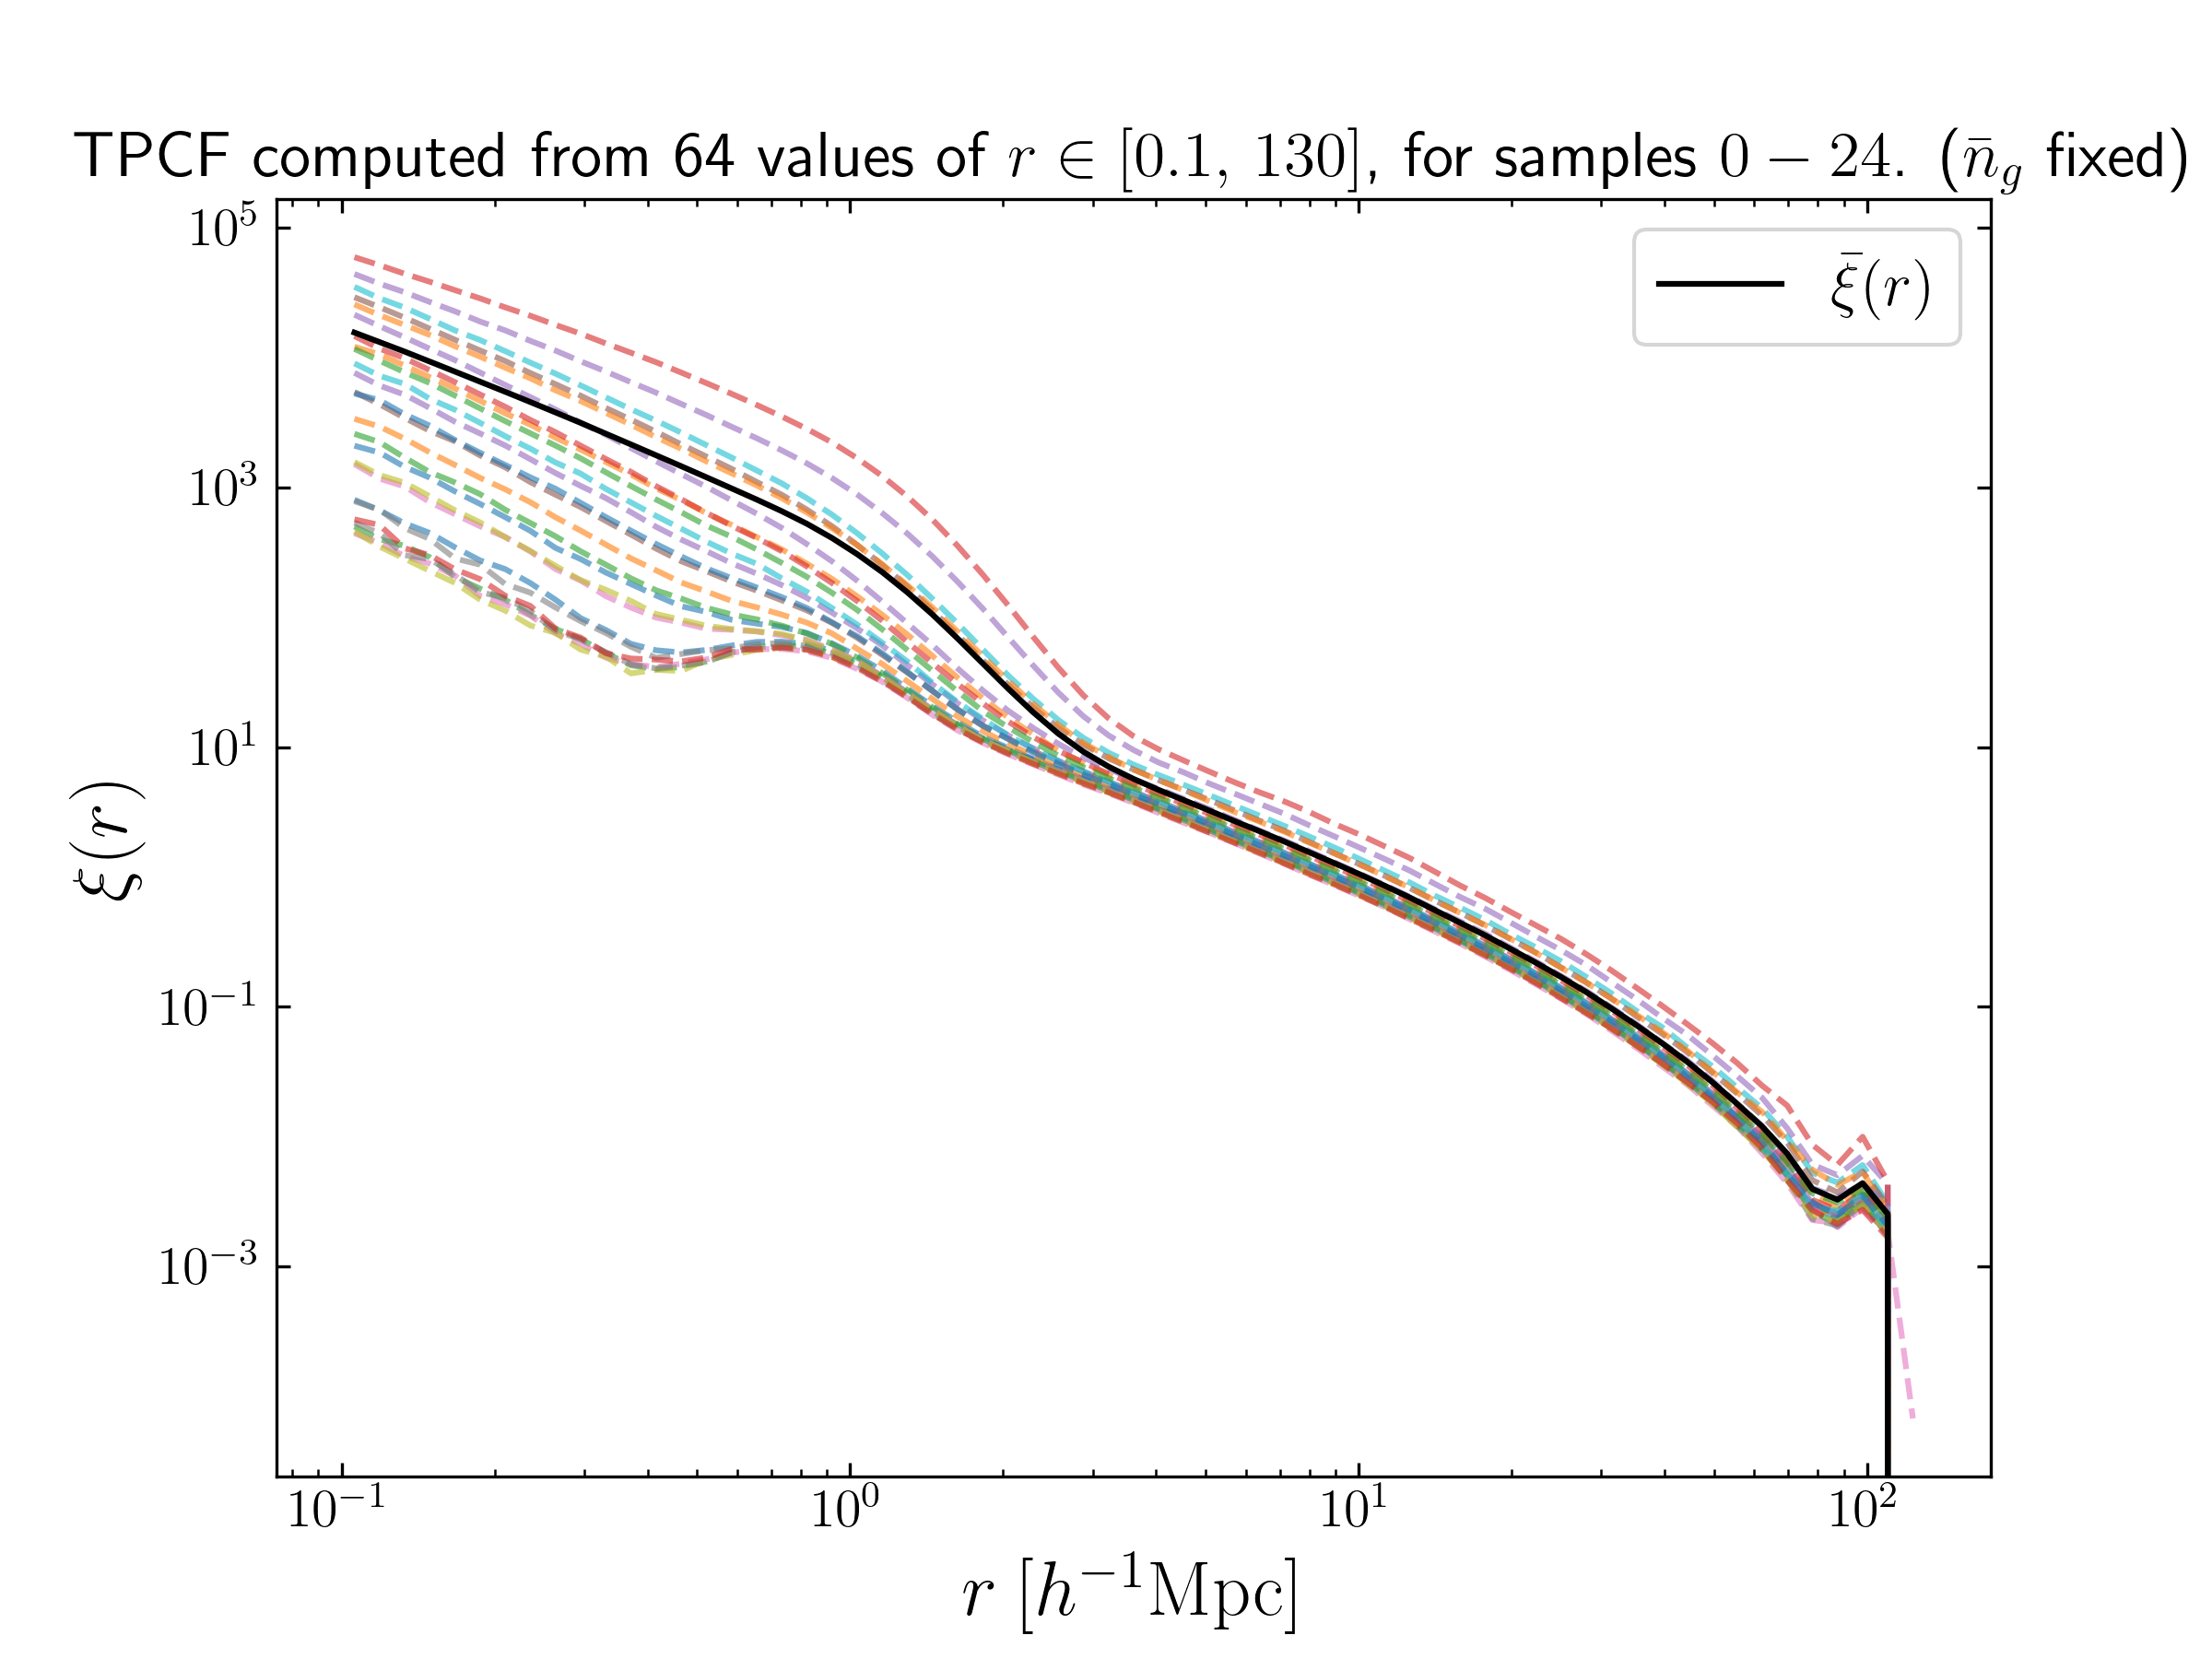 TPCF computed from 64 values of r ∈ [0.1, 130], for samples 0 − 24. (n̄_g fixed)
ξ̄(r)
10^5
10^3
10^1
10^−1
10^−3
ξ(r)
10^−1 10^0 10^1 10^2
r [h^−1Mpc]